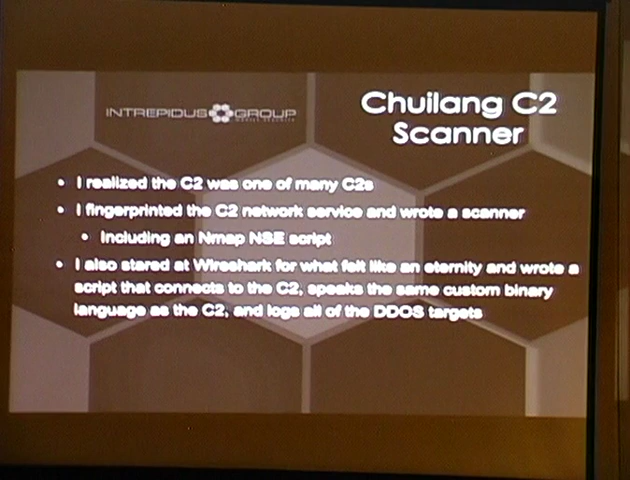 INTREPIDUS GROUP
Chuilang C2
Scanner
• I realized the C2 was one of many C2s
• I fingerprinted the C2 network service and wrote a scanner
• Including an Nmap NSE script
• I also stared at Wireshark for what felt like an eternity and wrote a
script that connects to the C2, speaks the same custom binary
language as the C2, and logs all of the DDOS targets